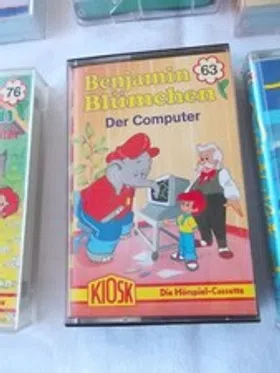 Benjamin
Blümchen
63
Der Computer
76
KIOSK
Die Hörspiel-Cassette